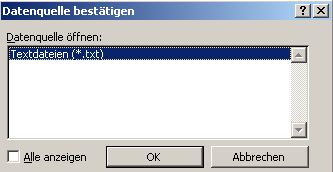 Datenquelle bestätigen
Datenquelle öffnen:
Textdateien (*.txt)
Alle anzeigen
OK
Abbrechen